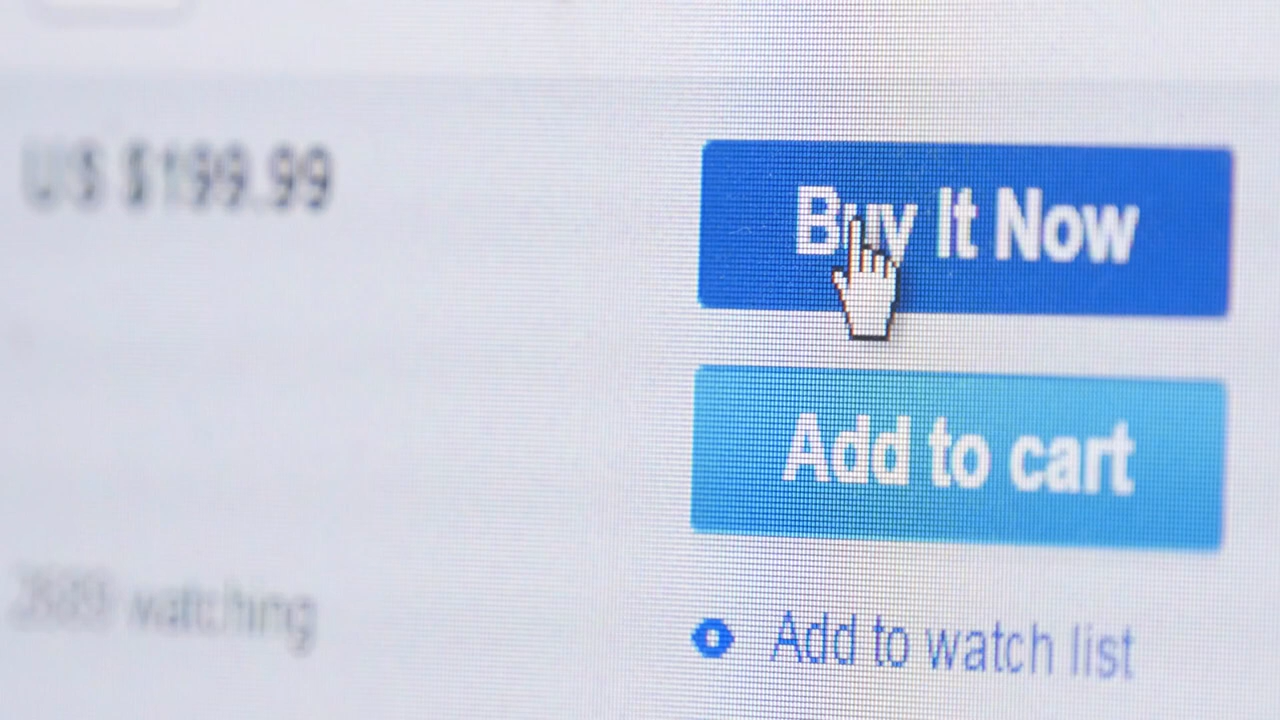 US $199.99
Buy It Now
Add to cart
watching
Add to watch list